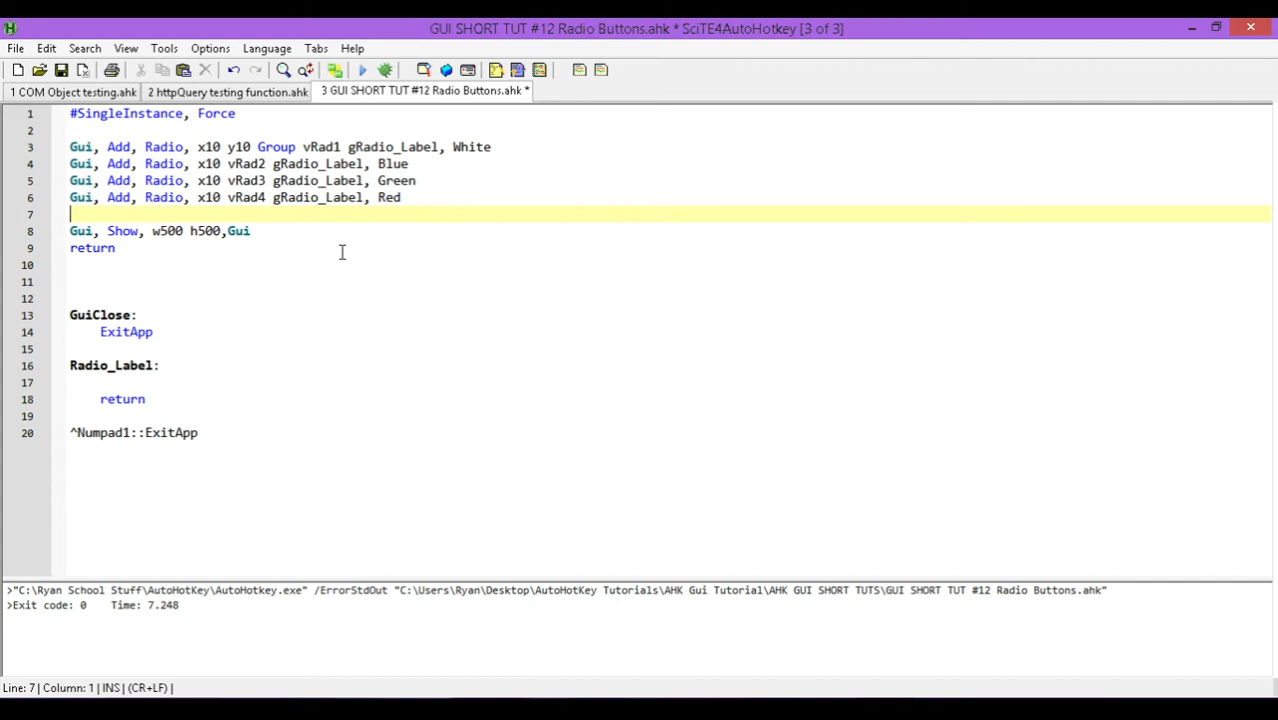 GUI SHORT TUT #12 Radio Buttons.ahk * SciTE4AutoHotkey [3 of 3]
File Edit Search View Tools Options Language Tabs Help
1 COM Object testing.ahk 2 httpQuery testing function.ahk 3 GUI SHORT TUT #12 Radio Buttons.ahk *
1 #SingleInstance, Force
2
3 Gui, Add, Radio, x10 y10 Group vRad1 gRadio_Label, White
4 Gui, Add, Radio, x10 vRad2 gRadio_Label, Blue
5 Gui, Add, Radio, x10 vRad3 gRadio_Label, Green
6 Gui, Add, Radio, x10 vRad4 gRadio_Label, Red
7
8 Gui, Show, w500 h500,Gui
9 return
10
11
12
13 GuiClose:
14 ExitApp
15
16 Radio_Label:
17
18 return
19
20 ^Numpad1::ExitApp
>"C:\Ryan School Stuff\AutoHotKey\AutoHotkey.exe" /ErrorStdOut "C:\Users\Ryan\Desktop\AutoHotKey Tutorials\AHK Gui Tutorial\AHK GUI SHORT TUTS\GUI SHORT TUT #12 Radio Buttons.ahk"
>Exit code: 0 Time: 7.248
Line: 7 | Column: 1 | INS | (CR+LF) |